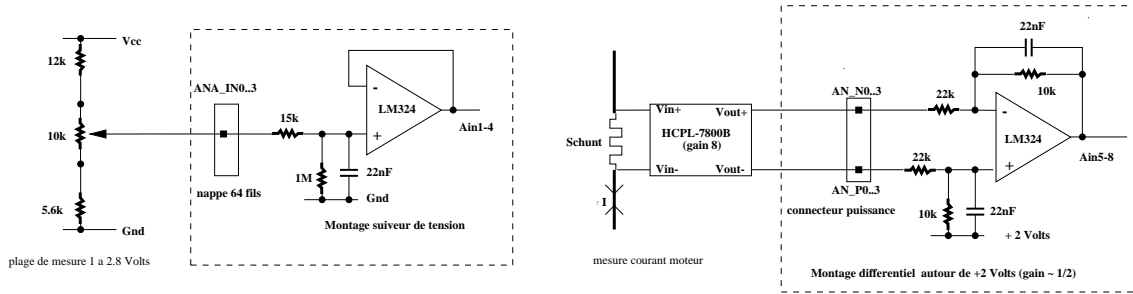 Vcc
12k
10k
5.6k
Gnd
plage de mesure 1 a 2.8 Volts
ANA_IN0..3
nappe 64 fils
15k
1M
22nF
Gnd
-
+
LM324
Ain1-4
Montage suiveur de tension
Schunt
I
mesure courant moteur
Vin+
Vout+
HCPL-7800B
(gain 8)
Vin-
Vout-
AN_N0..3
AN_P0..3
connecteur puissance
22k
22k
22nF
10k
-
+
LM324
Ain5-8
10k
22nF
+ 2 Volts
Montage differentiel autour de +2 Volts (gain ~ 1/2)